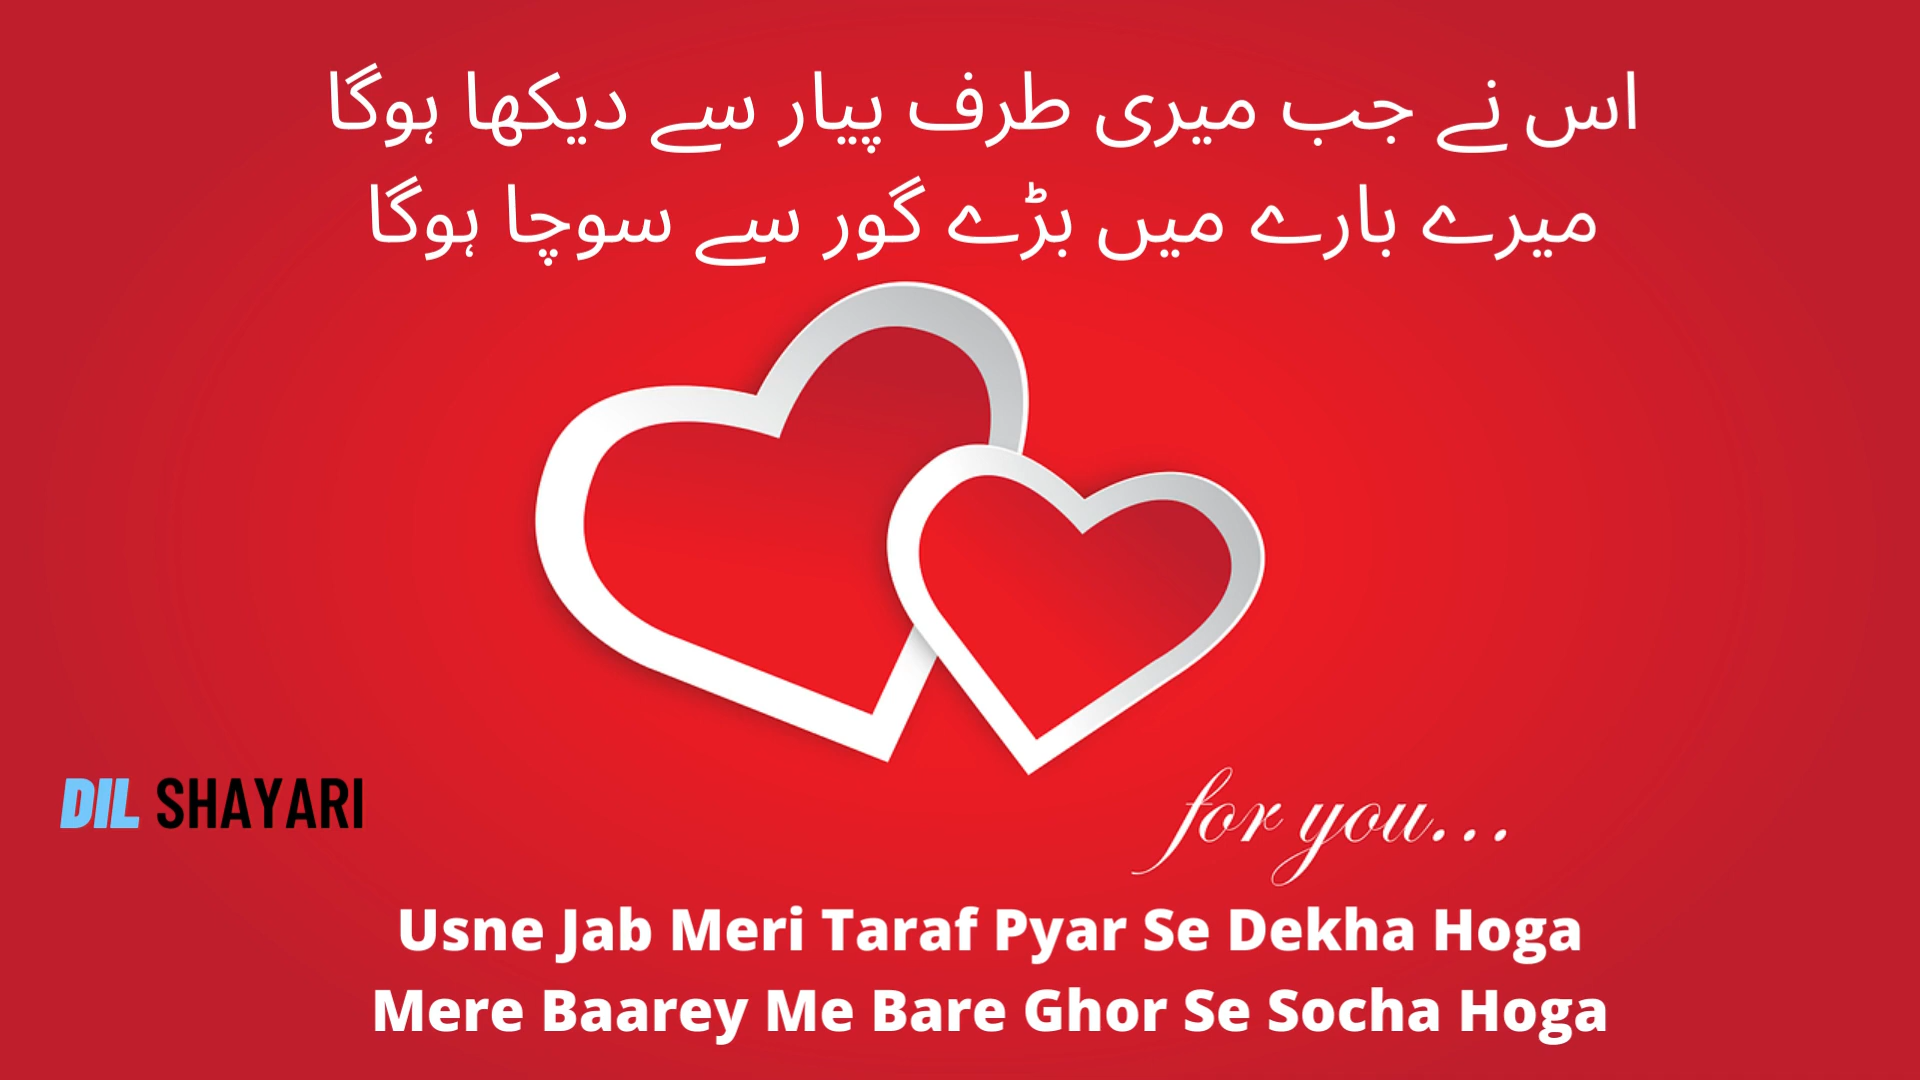 اس نے جب میری طرف پیار سے دیکھا ہوگا
میرے بارے میں بڑے گور سے سوچا ہوگا
DIL SHAYARI
for you...
Usne Jab Meri Taraf Pyar Se Dekha Hoga
Mere Baarey Me Bare Ghor Se Socha Hoga